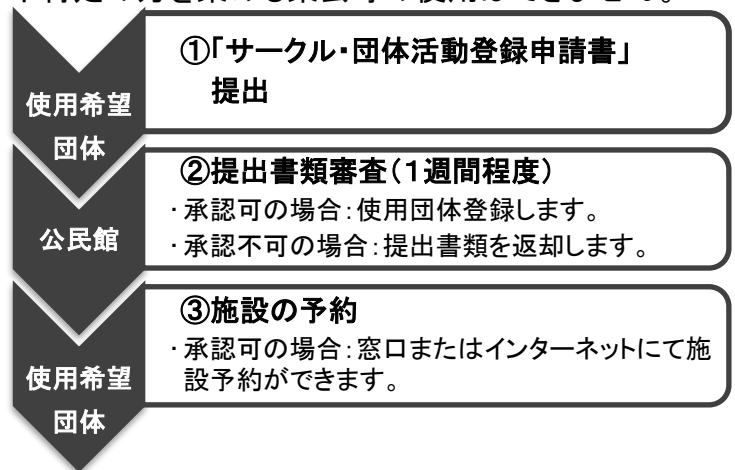 使用希望
団体
①「サークル・団体活動登録申請書」
提出
公民館
②提出書類審査(1週間程度)
・承認可の場合:使用団体登録します。
・承認不可の場合:提出書類を返却します。
使用希望
団体
③施設の予約
・承認可の場合:窓口またはインターネットにて施
設予約ができます。